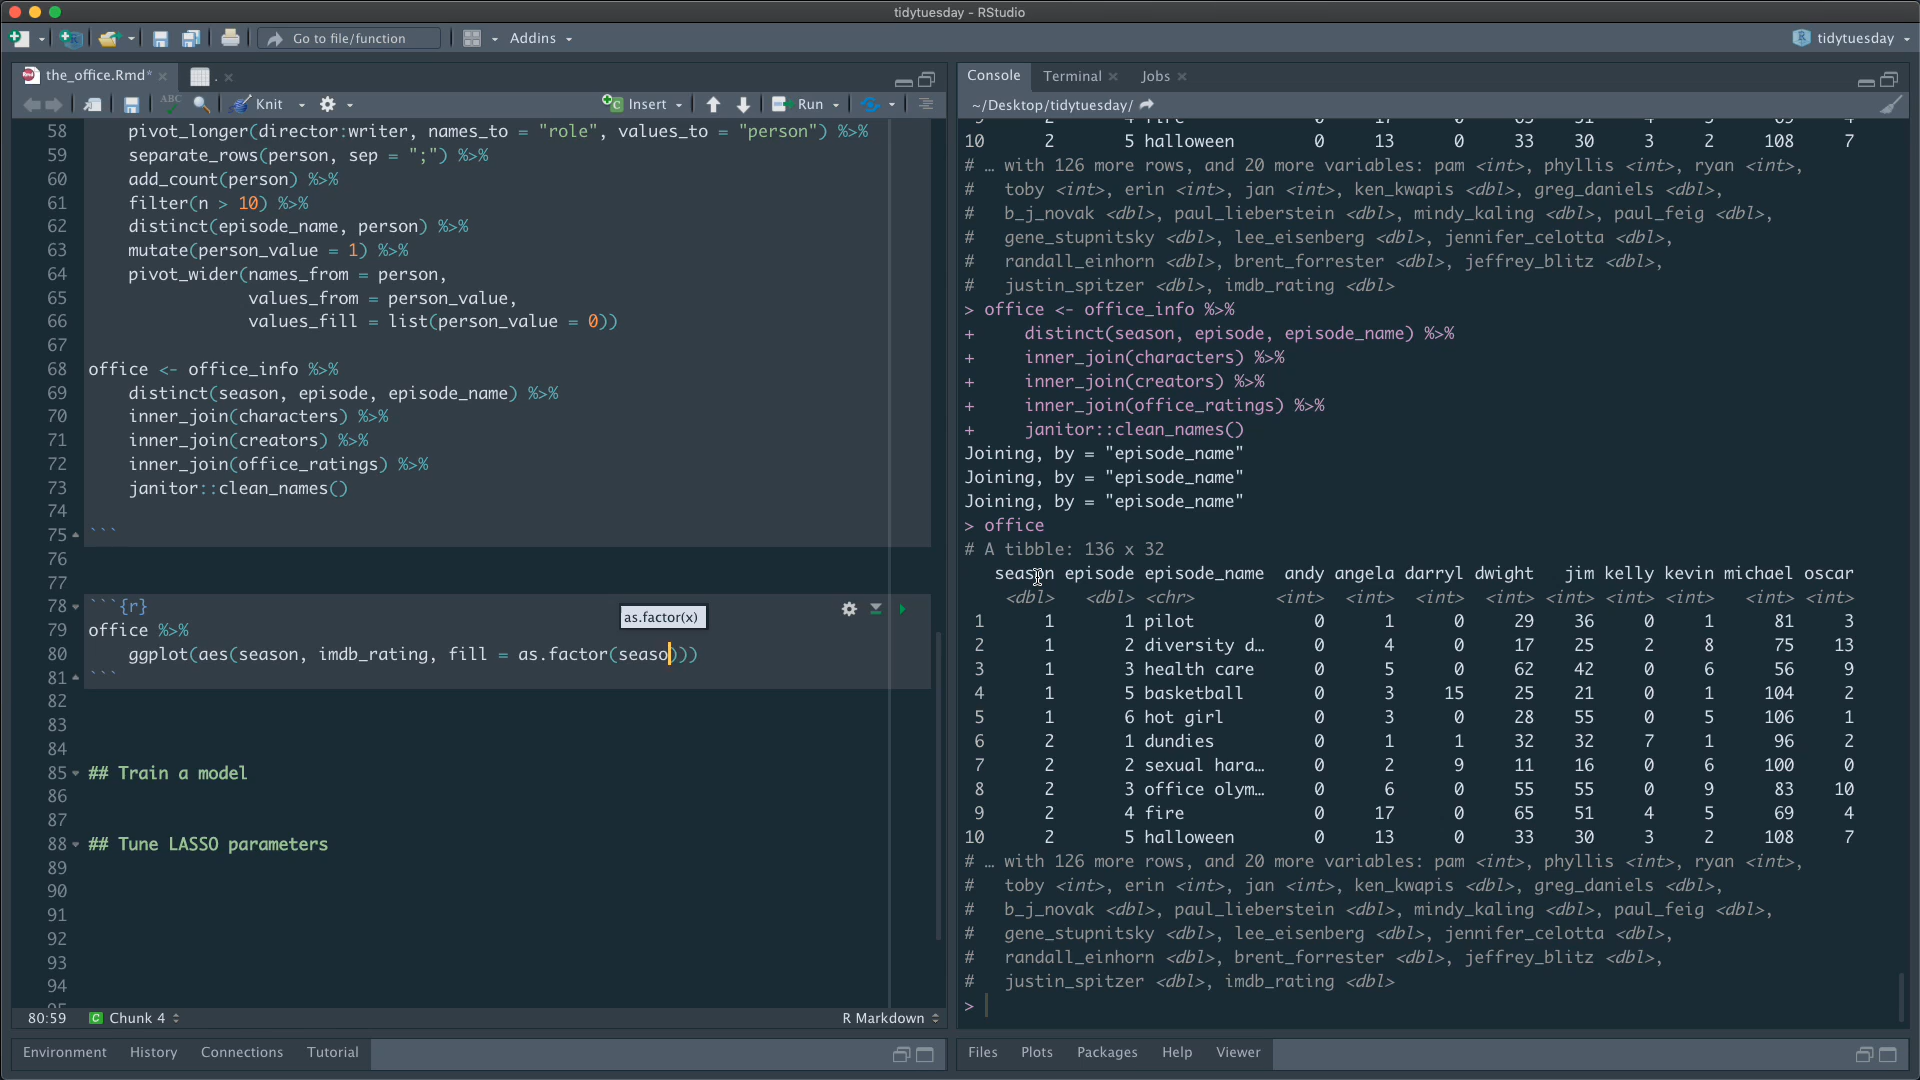 tidytuesday - RStudio
Go to file/function
Addins
tidytuesday
the_office.Rmd*
.
ABC
Knit
Insert
Run
58 pivot_longer(director:writer, names_to = "role", values_to = "person") %>%
59 separate_rows(person, sep = ";") %>%
60 add_count(person) %>%
61 filter(n > 10) %>%
62 distinct(episode_name, person) %>%
63 mutate(person_value = 1) %>%
64 pivot_wider(names_from = person,
65 values_from = person_value,
66 values_fill = list(person_value = 0))
67
68 office <- office_info %>%
69 distinct(season, episode, episode_name) %>%
70 inner_join(characters) %>%
71 inner_join(creators) %>%
72 inner_join(office_ratings) %>%
73 janitor::clean_names()
74
75 ```
76
77
78 ```{r}
as.factor(x)
79 office %>%
80 ggplot(aes(season, imdb_rating, fill = as.factor(seaso)))
81 ```
82
83
84
85 ## Train a model
86
87
88 ## Tune LASSO parameters
89
90
91
92
93
94
80:59
C Chunk 4
R Markdown
Environment History Connections Tutorial
Console Terminal Jobs
~/Desktop/tidytuesday/
10 2 5 halloween 0 13 0 33 30 3 2 108 7
# … with 126 more rows, and 20 more variables: pam <int>, phyllis <int>, ryan <int>,
# toby <int>, erin <int>, jan <int>, ken_kwapis <dbl>, greg_daniels <dbl>,
# b_j_novak <dbl>, paul_lieberstein <dbl>, mindy_kaling <dbl>, paul_feig <dbl>,
# gene_stupnitsky <dbl>, lee_eisenberg <dbl>, jennifer_celotta <dbl>,
# randall_einhorn <dbl>, brent_forrester <dbl>, jeffrey_blitz <dbl>,
# justin_spitzer <dbl>, imdb_rating <dbl>
> office <- office_info %>%
+ distinct(season, episode, episode_name) %>%
+ inner_join(characters) %>%
+ inner_join(creators) %>%
+ inner_join(office_ratings) %>%
+ janitor::clean_names()
Joining, by = "episode_name"
Joining, by = "episode_name"
Joining, by = "episode_name"
> office
# A tibble: 136 x 32
season episode episode_name andy angela darryl dwight jim kelly kevin michael oscar
<dbl> <dbl> <chr> <int> <int> <int> <int> <int> <int> <int> <int> <int>
1 1 1 pilot 0 1 0 29 36 0 1 81 3
2 1 2 diversity d… 0 4 0 17 25 2 8 75 13
3 1 3 health care 0 5 0 62 42 0 6 56 9
4 1 5 basketball 0 3 15 25 21 0 1 104 2
5 1 6 hot girl 0 3 0 28 55 0 5 106 1
6 2 1 dundies 0 1 1 32 32 7 1 96 2
7 2 2 sexual hara… 0 2 9 11 16 0 6 100 0
8 2 3 office olym… 0 6 0 55 55 0 9 83 10
9 2 4 fire 0 17 0 65 51 4 5 69 4
10 2 5 halloween 0 13 0 33 30 3 2 108 7
# … with 126 more rows, and 20 more variables: pam <int>, phyllis <int>, ryan <int>,
# toby <int>, erin <int>, jan <int>, ken_kwapis <dbl>, greg_daniels <dbl>,
# b_j_novak <dbl>, paul_lieberstein <dbl>, mindy_kaling <dbl>, paul_feig <dbl>,
# gene_stupnitsky <dbl>, lee_eisenberg <dbl>, jennifer_celotta <dbl>,
# randall_einhorn <dbl>, brent_forrester <dbl>, jeffrey_blitz <dbl>,
# justin_spitzer <dbl>, imdb_rating <dbl>
>
Files Plots Packages Help Viewer